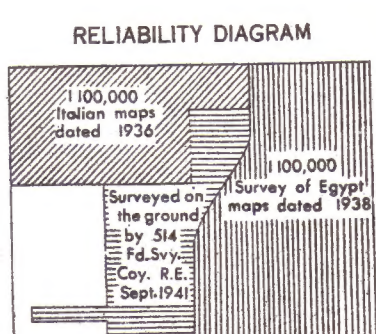 RELIABILITY DIAGRAM
1 100,000
Italian maps
dated 1936
1 100,000
Survey of Egypt
maps dated 1938
Surveyed on
the ground
by 514
Fd.Svy.
Coy. R.E.
Sept.1941